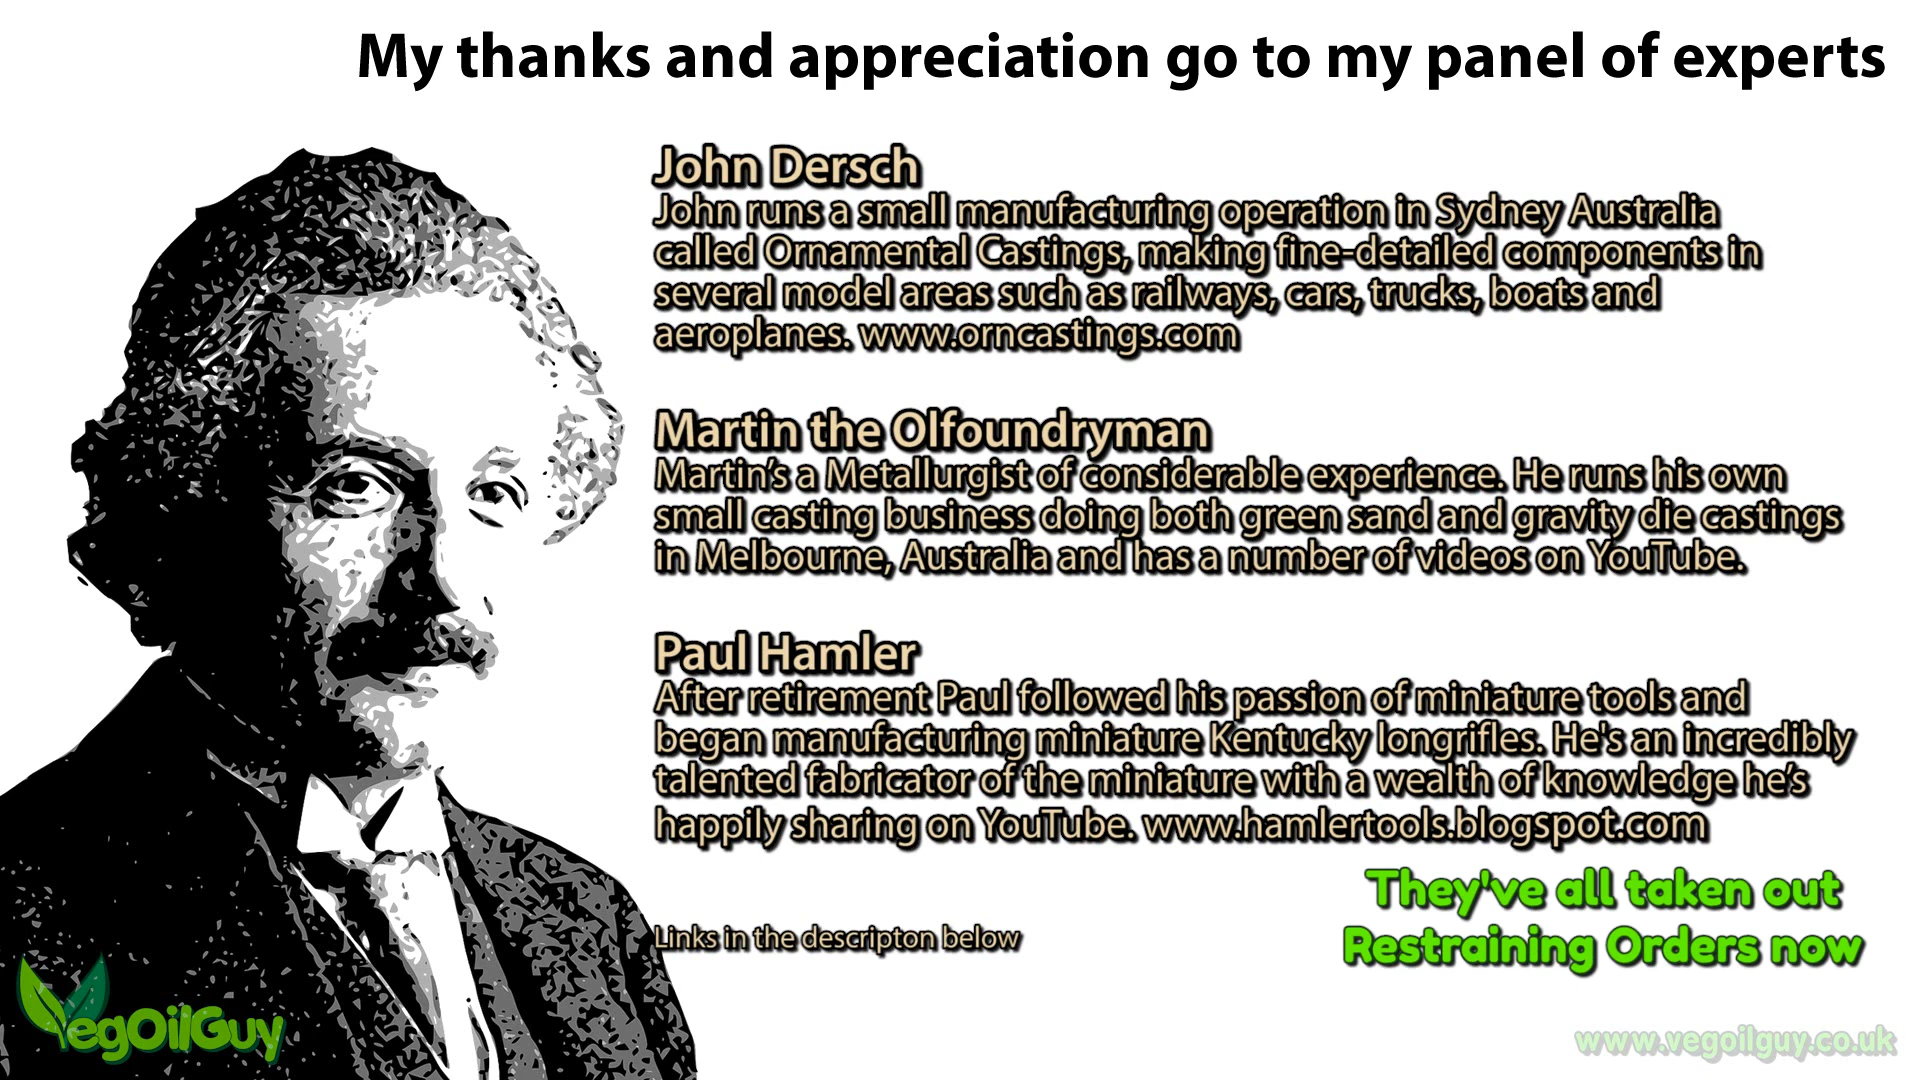 My thanks and appreciation go to my panel of experts
John Dersch
John runs a small manufacturing operation in Sydney Australia
called Ornamental Castings, making fine-detailed components in
several model areas such as railways, cars, trucks, boats and
aeroplanes. www.orncastings.com
Martin the Olfoundryman
Martin's a Metallurgist of considerable experience. He runs his own
small casting business doing both green sand and gravity die castings
in Melbourne, Australia and has a number of videos on YouTube.
Paul Hamler
After retirement Paul followed his passion of miniature tools and
began manufacturing miniature Kentucky longrifles. He's an incredibly
talented fabricator of the miniature with a wealth of knowledge he's
happily sharing on YouTube. www.hamlertools.blogspot.com
They've all taken out
Restraining Orders now
Links in the descripton below
VegOilGuy
www.vegoilguy.co.uk